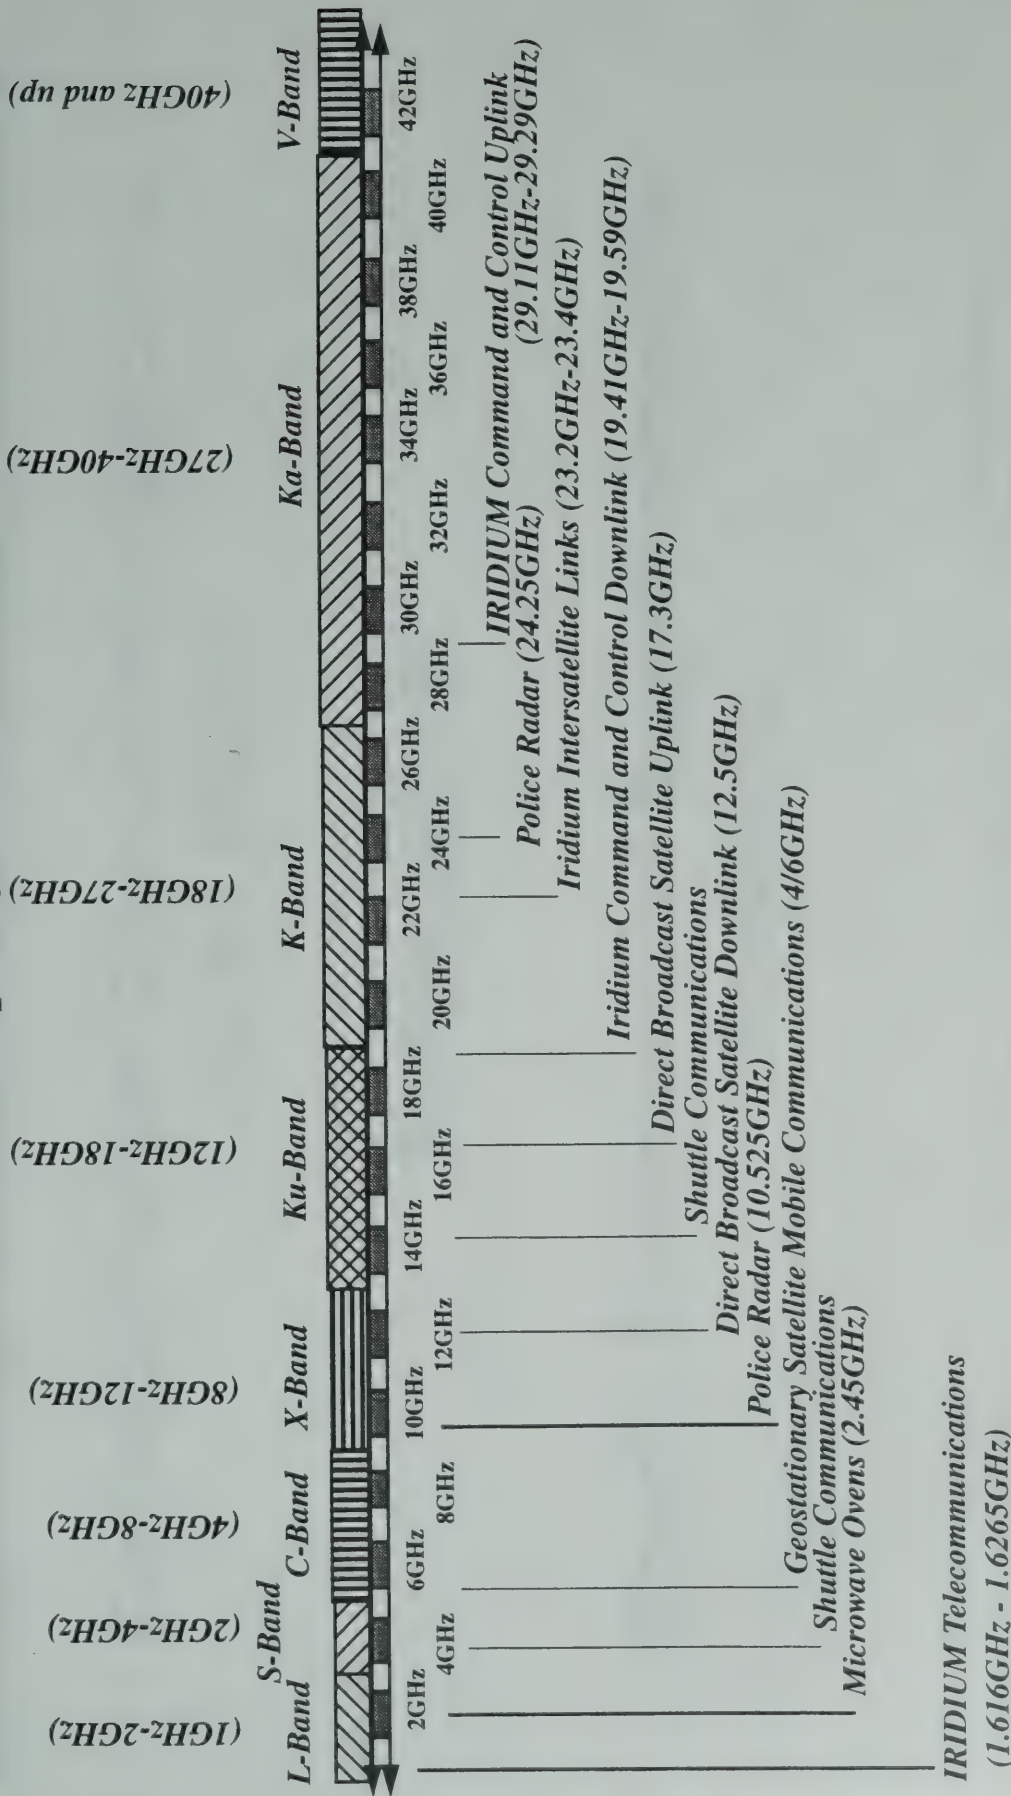 (1GHz-2GHz)
(2GHz-4GHz)
(4GHz-8GHz)
(8GHz-12GHz)
(12GHz-18GHz)
(18GHz-27GHz)
(27GHz-40GHz)
(40GHz and up)
L-Band
S-Band
C-Band
X-Band
Ku-Band
K-Band
Ka-Band
V-Band
2GHz
4GHz
6GHz
8GHz
10GHz
12GHz
14GHz
16GHz
18GHz
20GHz
22GHz
24GHz
26GHz
28GHz
30GHz
32GHz
34GHz
36GHz
38GHz
40GHz
42GHz
IRIDIUM Command and Control Uplink
(29.11GHz-29.29GHz)
Police Radar (24.25GHz)
Iridium Intersatellite Links (23.2GHz-23.4GHz)
Iridium Command and Control Downlink (19.41GHz-19.59GHz)
Direct Broadcast Satellite Uplink (17.3GHz)
Shuttle Communications
Direct Broadcast Satellite Downlink (12.5GHz)
Police Radar (10.525GHz)
Geostationary Satellite Mobile Communications (4/6GHz)
Shuttle Communications
Microwave Ovens (2.45GHz)
IRIDIUM Telecommunications
(1.616GHz - 1.6265GHz)